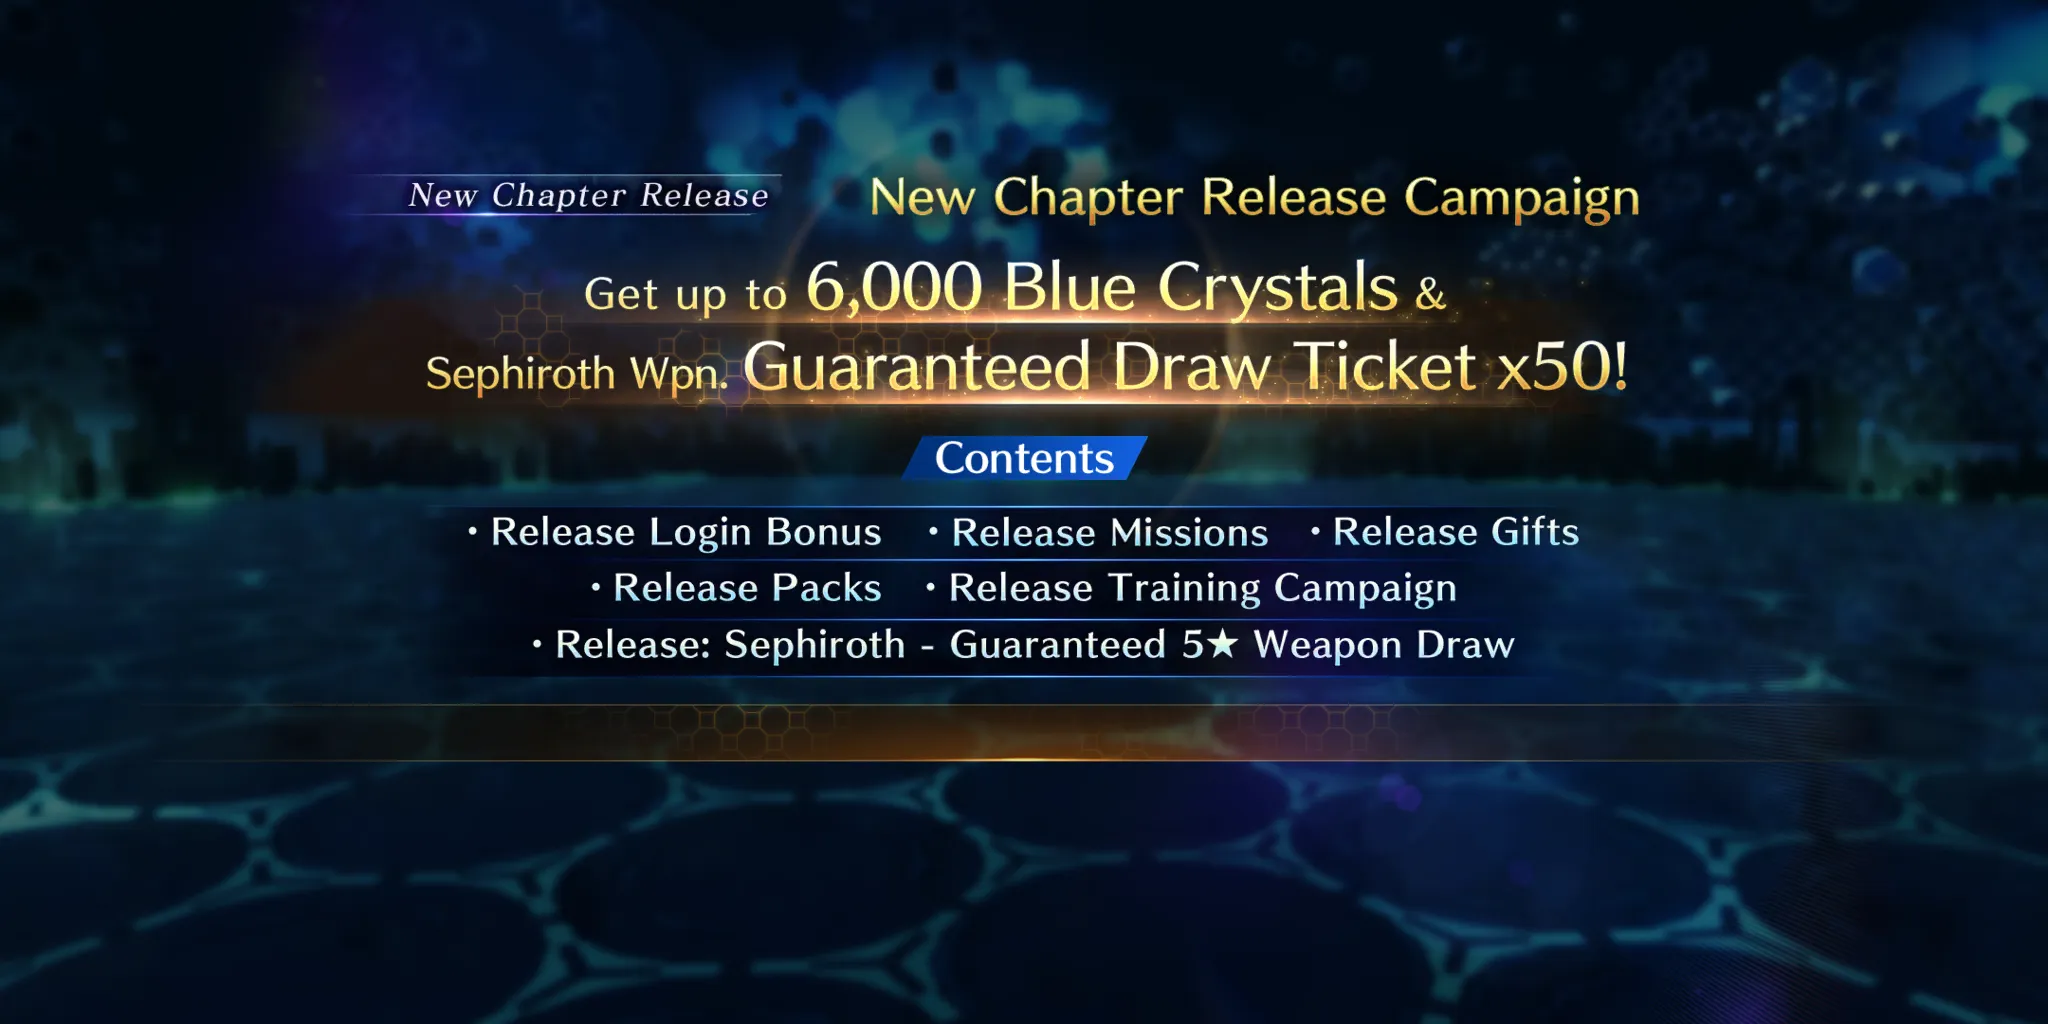 New Chapter Release
New Chapter Release Campaign
Get up to 6,000 Blue Crystals &
Sephiroth Wpn. Guaranteed Draw Ticket x50!
Contents
・Release Login Bonus ・Release Missions ・Release Gifts
・Release Packs ・Release Training Campaign
・Release: Sephiroth - Guaranteed 5★ Weapon Draw